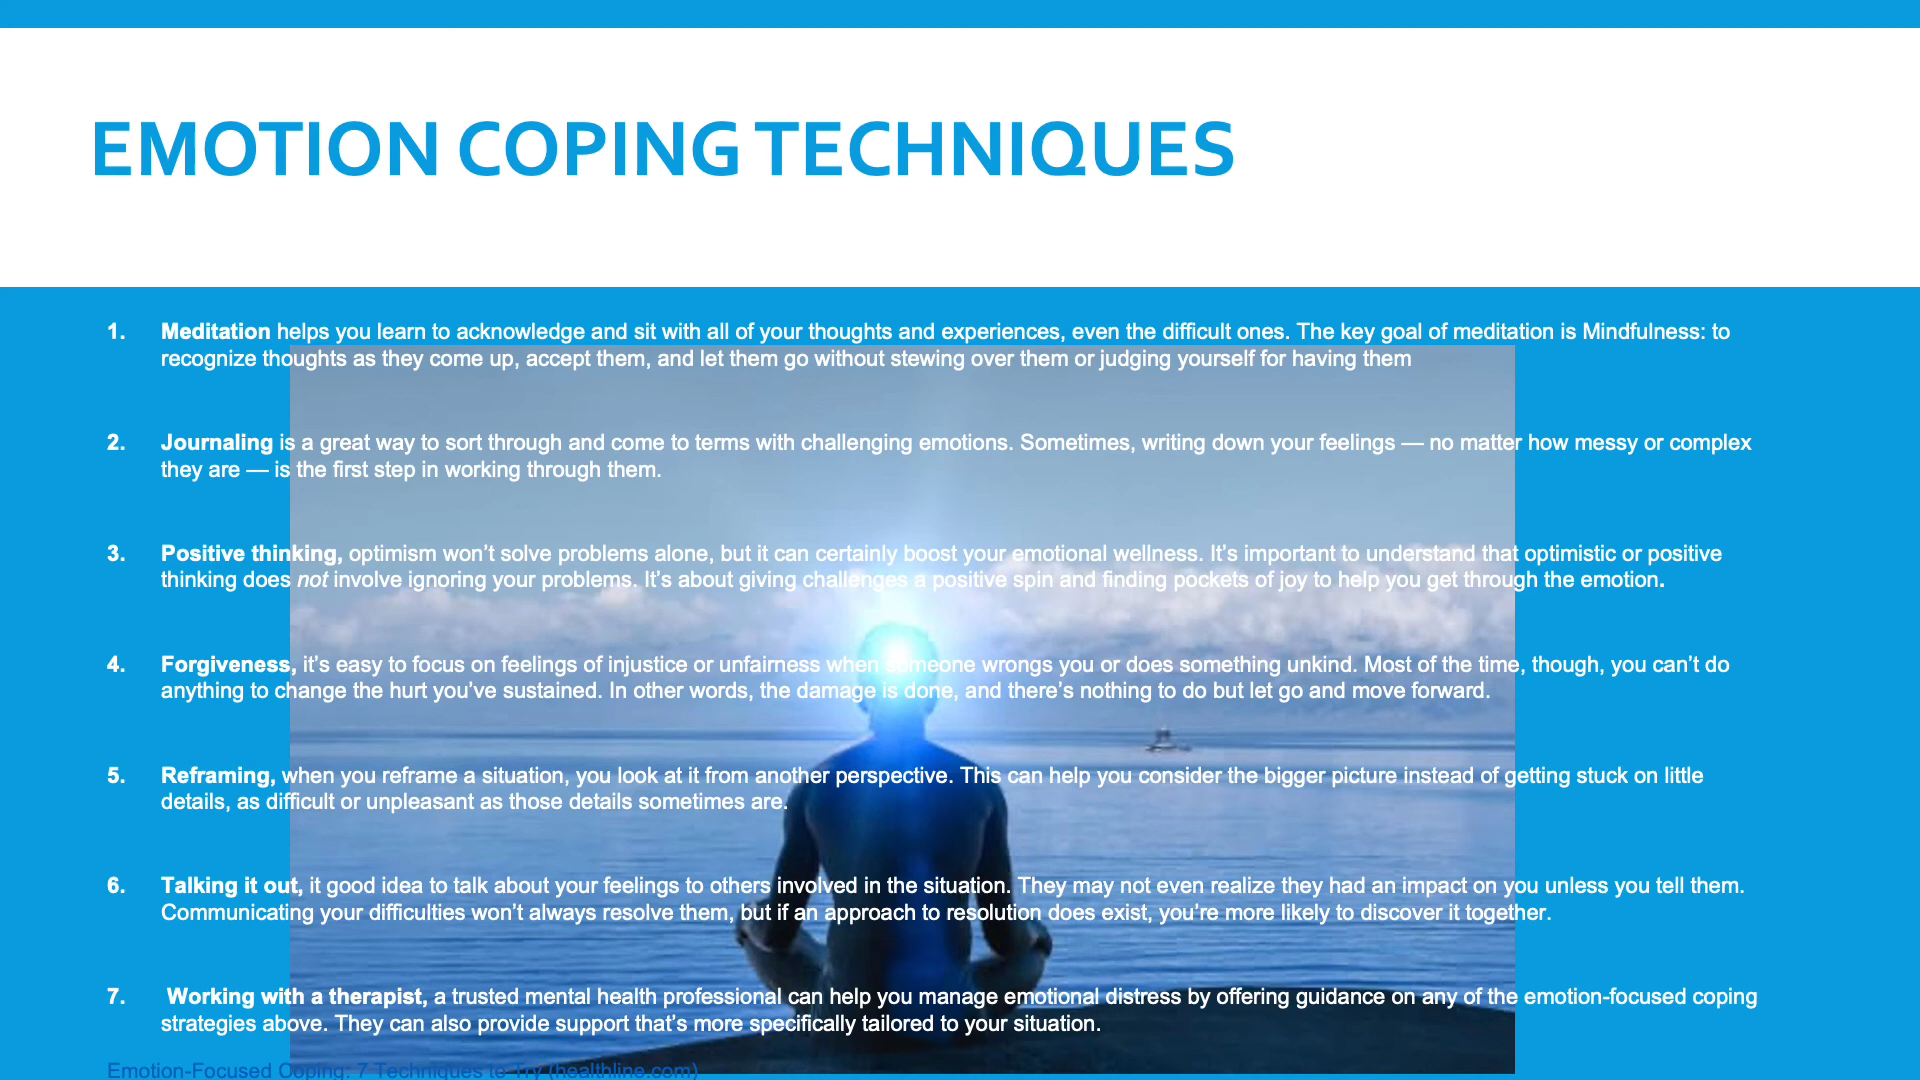 EMOTION COPING TECHNIQUES
1. Meditation helps you learn to acknowledge and sit with all of your thoughts and experiences, even the difficult ones. The key goal of meditation is Mindfulness: to
recognize thoughts as they come up, accept them, and let them go without stewing over them or judging yourself for having them
2. Journaling is a great way to sort through and come to terms with challenging emotions. Sometimes, writing down your feelings — no matter how messy or complex
they are — is the first step in working through them.
3. Positive thinking, optimism won’t solve problems alone, but it can certainly boost your emotional wellness. It’s important to understand that optimistic or positive
thinking does not involve ignoring your problems. It’s about giving challenges a positive spin and finding pockets of joy to help you get through the emotion.
4. Forgiveness, it’s easy to focus on feelings of injustice or unfairness when someone wrongs you or does something unkind. Most of the time, though, you can’t do
anything to change the hurt you’ve sustained. In other words, the damage is done, and there’s nothing to do but let go and move forward.
5. Reframing, when you reframe a situation, you look at it from another perspective. This can help you consider the bigger picture instead of getting stuck on little
details, as difficult or unpleasant as those details sometimes are.
6. Talking it out, it good idea to talk about your feelings to others involved in the situation. They may not even realize they had an impact on you unless you tell them.
Communicating your difficulties won’t always resolve them, but if an approach to resolution does exist, you’re more likely to discover it together.
7. Working with a therapist, a trusted mental health professional can help you manage emotional distress by offering guidance on any of the emotion-focused coping
strategies above. They can also provide support that’s more specifically tailored to your situation.
Emotion-Focused Coping: 7 Techniques to Try (healthline.com)